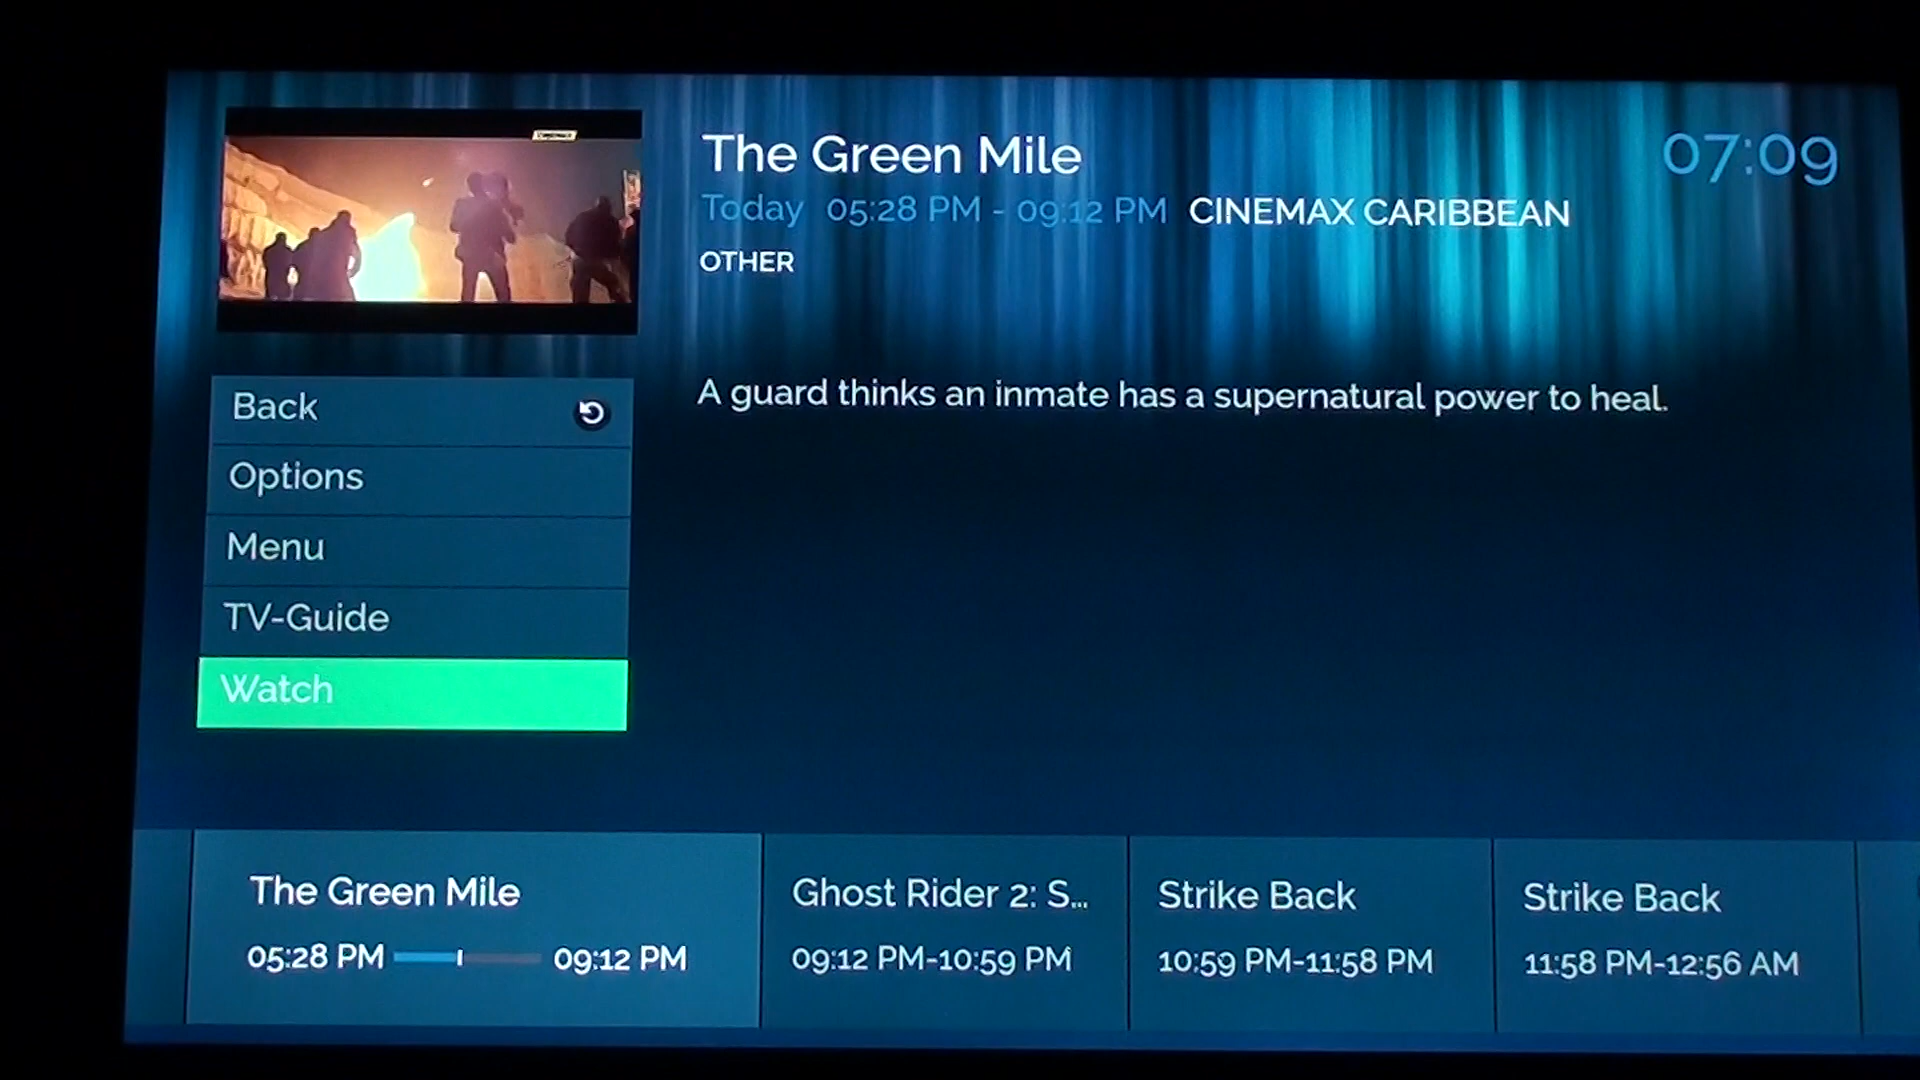 The Green Mile
07:09
Today 05:28 PM - 09:12 PM CINEMAX CARIBBEAN
OTHER
A guard thinks an inmate has a supernatural power to heal.
Back
Options
Menu
TV-Guide
Watch
The Green Mile
05:28 PM 09:12 PM
Ghost Rider 2: S...
09:12 PM-10:59 PM
Strike Back
10:59 PM-11:58 PM
Strike Back
11:58 PM-12:56 AM